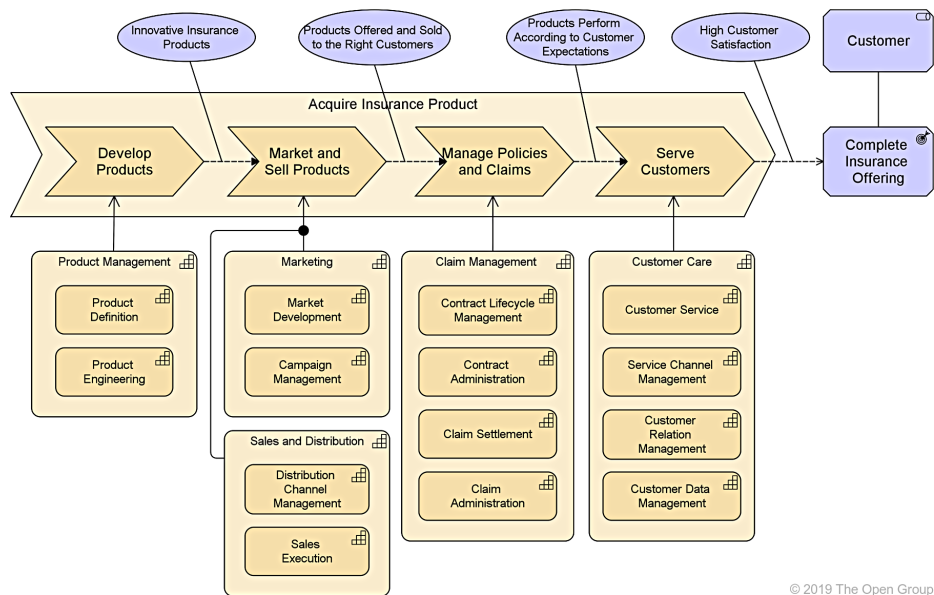 Innovative Insurance
Products
Products Offered and Sold
to the Right Customers
Products Perform
According to Customer
Expectations
High Customer
Satisfaction
Customer
Acquire Insurance Product
Develop
Products
Market and
Sell Products
Manage Policies
and Claims
Serve
Customers
Complete
Insurance
Offering
Product Management
Product
Definition
Product
Engineering
Marketing
Market
Development
Campaign
Management
Sales and Distribution
Distribution
Channel
Management
Sales
Execution
Claim Management
Contract Lifecycle
Management
Contract
Administration
Claim Settlement
Claim
Administration
Customer Care
Customer Service
Service Channel
Management
Customer
Relation
Management
Customer Data
Management
© 2019 The Open Group